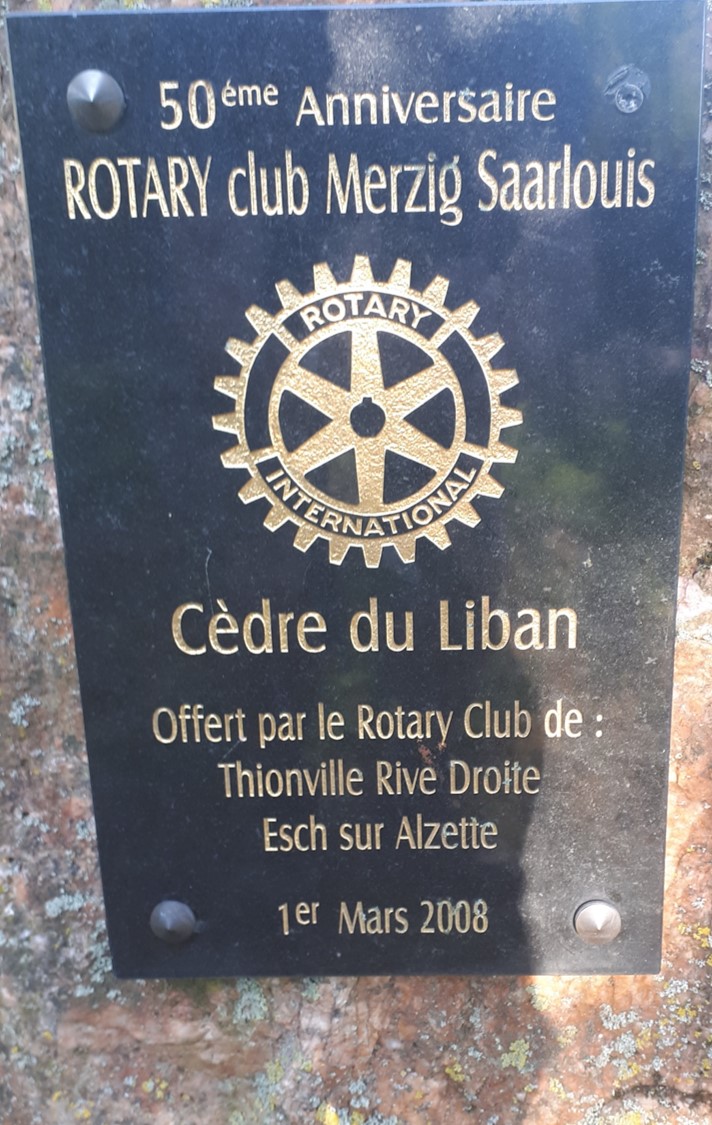 50éme Anniversaire
ROTARY club Merzig Saarlouis
ROTARY
INTERNATIONAL
Cèdre du Liban
Offert par le Rotary Club de :
Thionville Rive Droite
Esch sur Alzette
1er Mars 2008